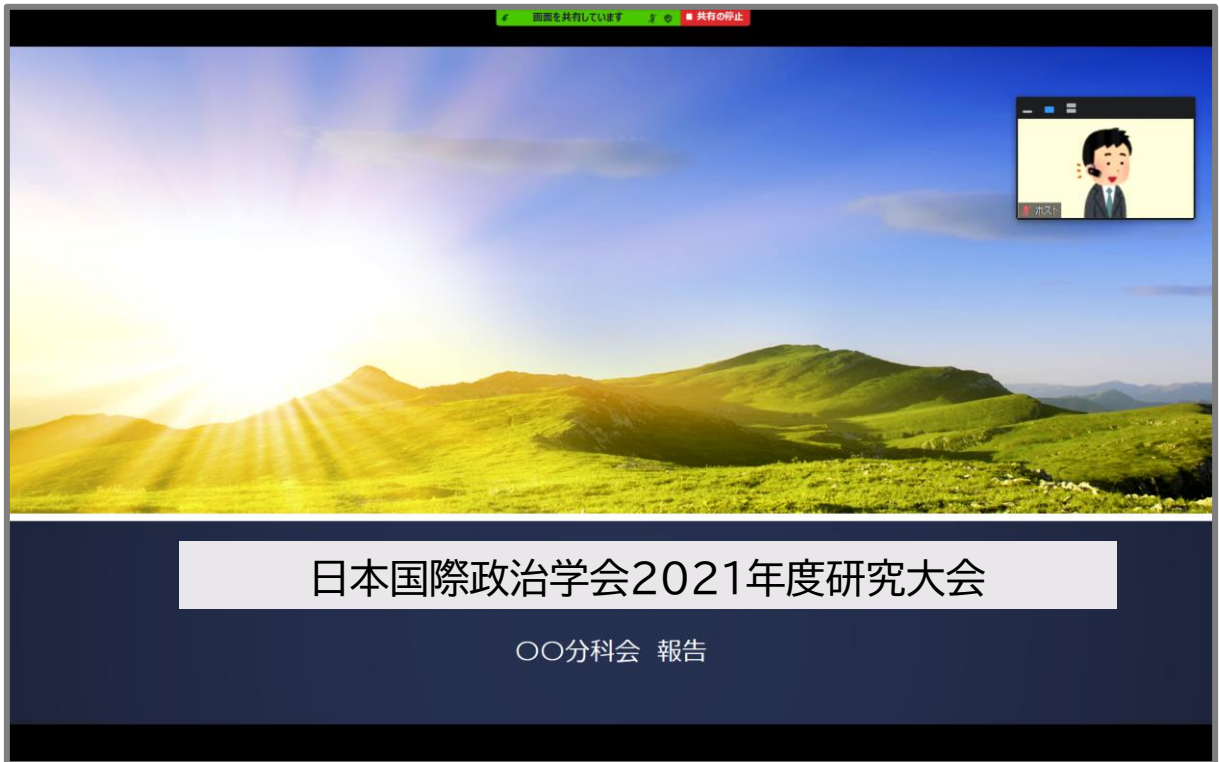 画面を共有しています
共有の停止
ホスト
日本国際政治学会2021年度研究大会
〇〇分科会 報告